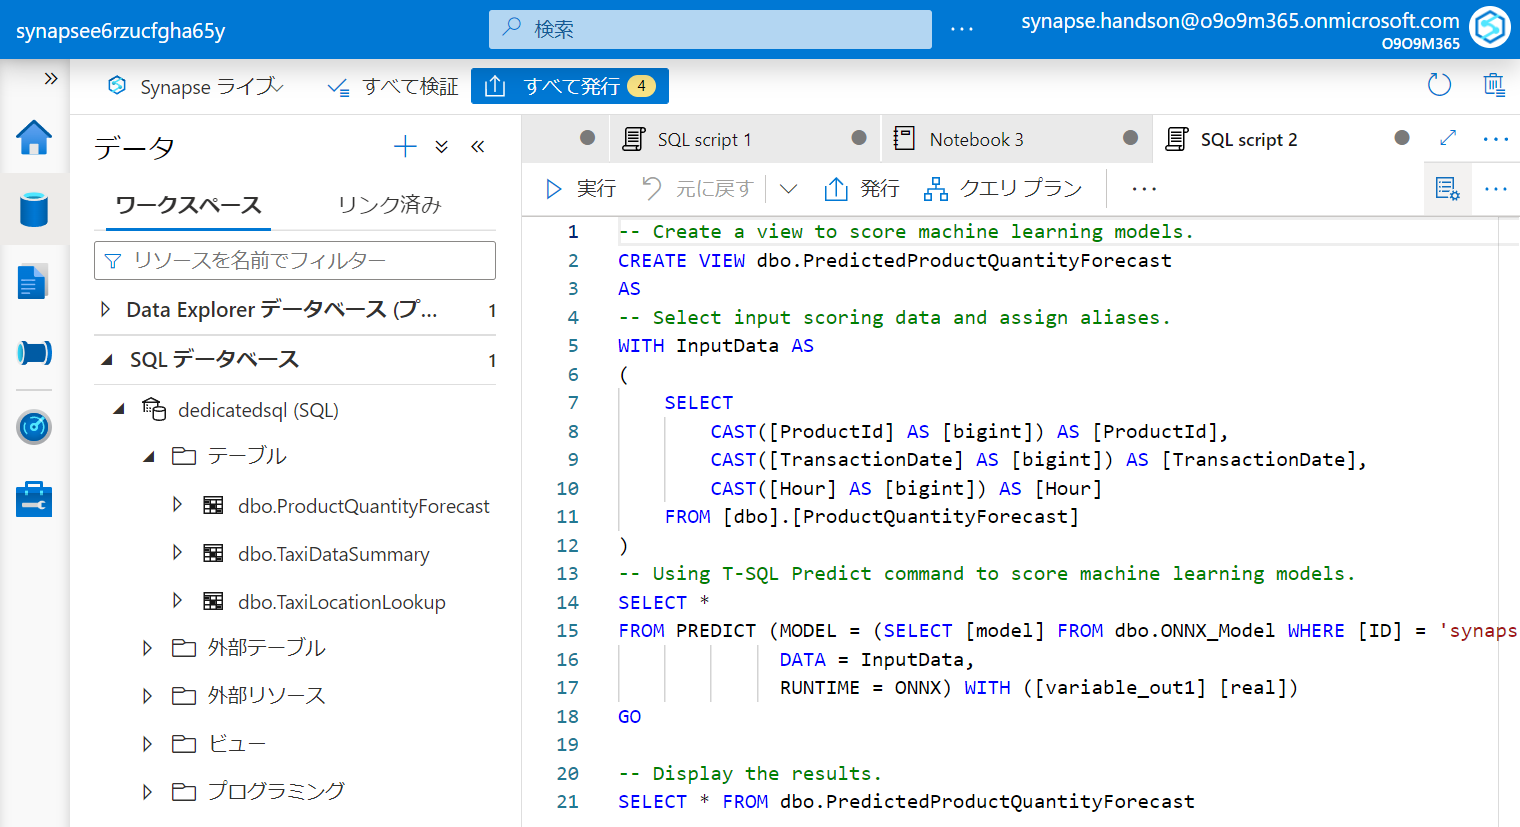 synapsee6rzucfgha65y
検索
synapse.handson@o9o9m365.onmicrosoft.com
O9O9M365
Synapse ライブ
すべて検証
すべて発行 4
データ
ワークスペース
リンク済み
リソースを名前でフィルター
Data Explorer データベース (プ... 1
SQL データベース 1
dedicatedsql (SQL)
テーブル
dbo.ProductQuantityForecast
dbo.TaxiDataSummary
dbo.TaxiLocationLookup
外部テーブル
外部リソース
ビュー
プログラミング
SQL script 1
Notebook 3
SQL script 2
実行
元に戻す
発行
クエリ プラン
1 -- Create a view to score machine learning models.
2 CREATE VIEW dbo.PredictedProductQuantityForecast
3 AS
4 -- Select input scoring data and assign aliases.
5 WITH InputData AS
6 (
7 SELECT
8 CAST([ProductId] AS [bigint]) AS [ProductId],
9 CAST([TransactionDate] AS [bigint]) AS [TransactionDate],
10 CAST([Hour] AS [bigint]) AS [Hour]
11 FROM [dbo].[ProductQuantityForecast]
12 )
13 -- Using T-SQL Predict command to score machine learning models.
14 SELECT *
15 FROM PREDICT (MODEL = (SELECT [model] FROM dbo.ONNX_Model WHERE [ID] = 'synaps
16 DATA = InputData,
17 RUNTIME = ONNX) WITH ([variable_out1] [real])
18 GO
19
20 -- Display the results.
21 SELECT * FROM dbo.PredictedProductQuantityForecast